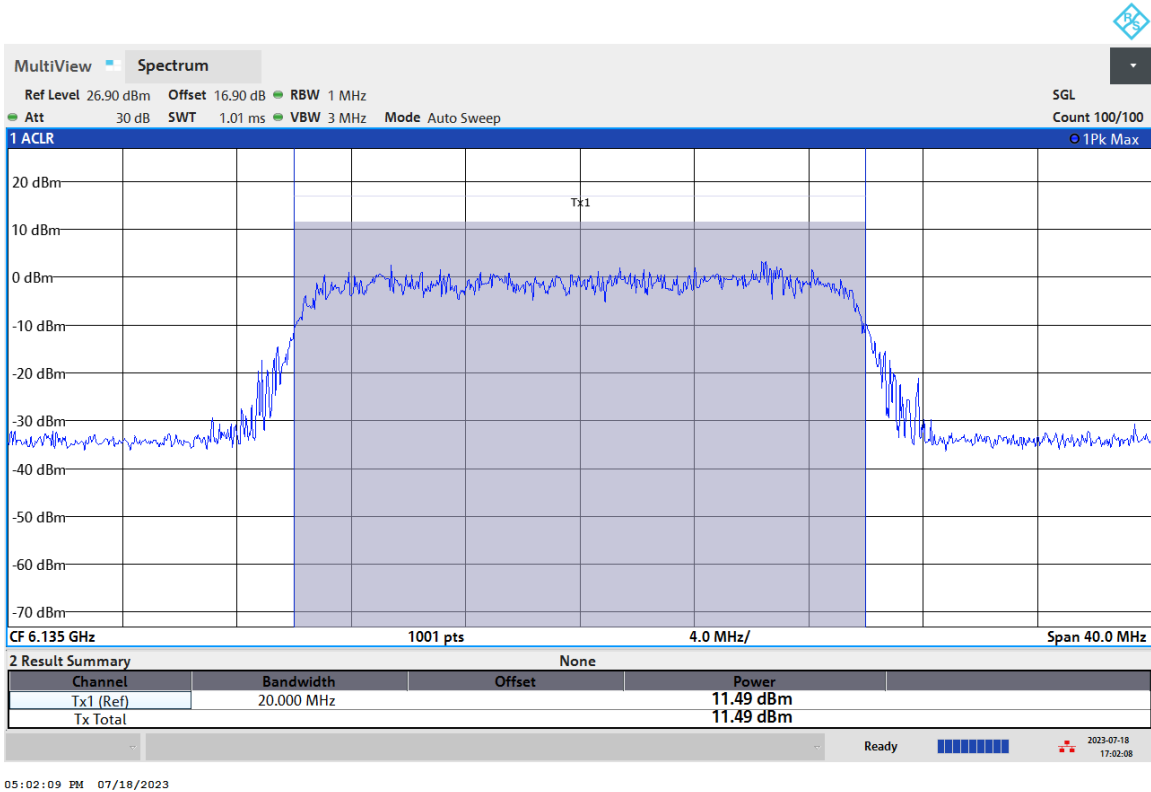 R&S
MultiView Spectrum
Ref Level 26.90 dBm Offset 16.90 dB RBW 1 MHz SGL
Att 30 dB SWT 1.01 ms VBW 3 MHz Mode Auto Sweep Count 100/100
1 ACLR 1Pk Max
20 dBm
Tx1
10 dBm
0 dBm
-10 dBm
-20 dBm
-30 dBm
-40 dBm
-50 dBm
-60 dBm
-70 dBm
CF 6.135 GHz 1001 pts 4.0 MHz/ Span 40.0 MHz
2 Result Summary None
Channel Bandwidth Offset Power
Tx1 (Ref) 20.000 MHz 11.49 dBm
Tx Total 11.49 dBm
Ready 2023-07-18
17:02:08
05:02:09 PM 07/18/2023